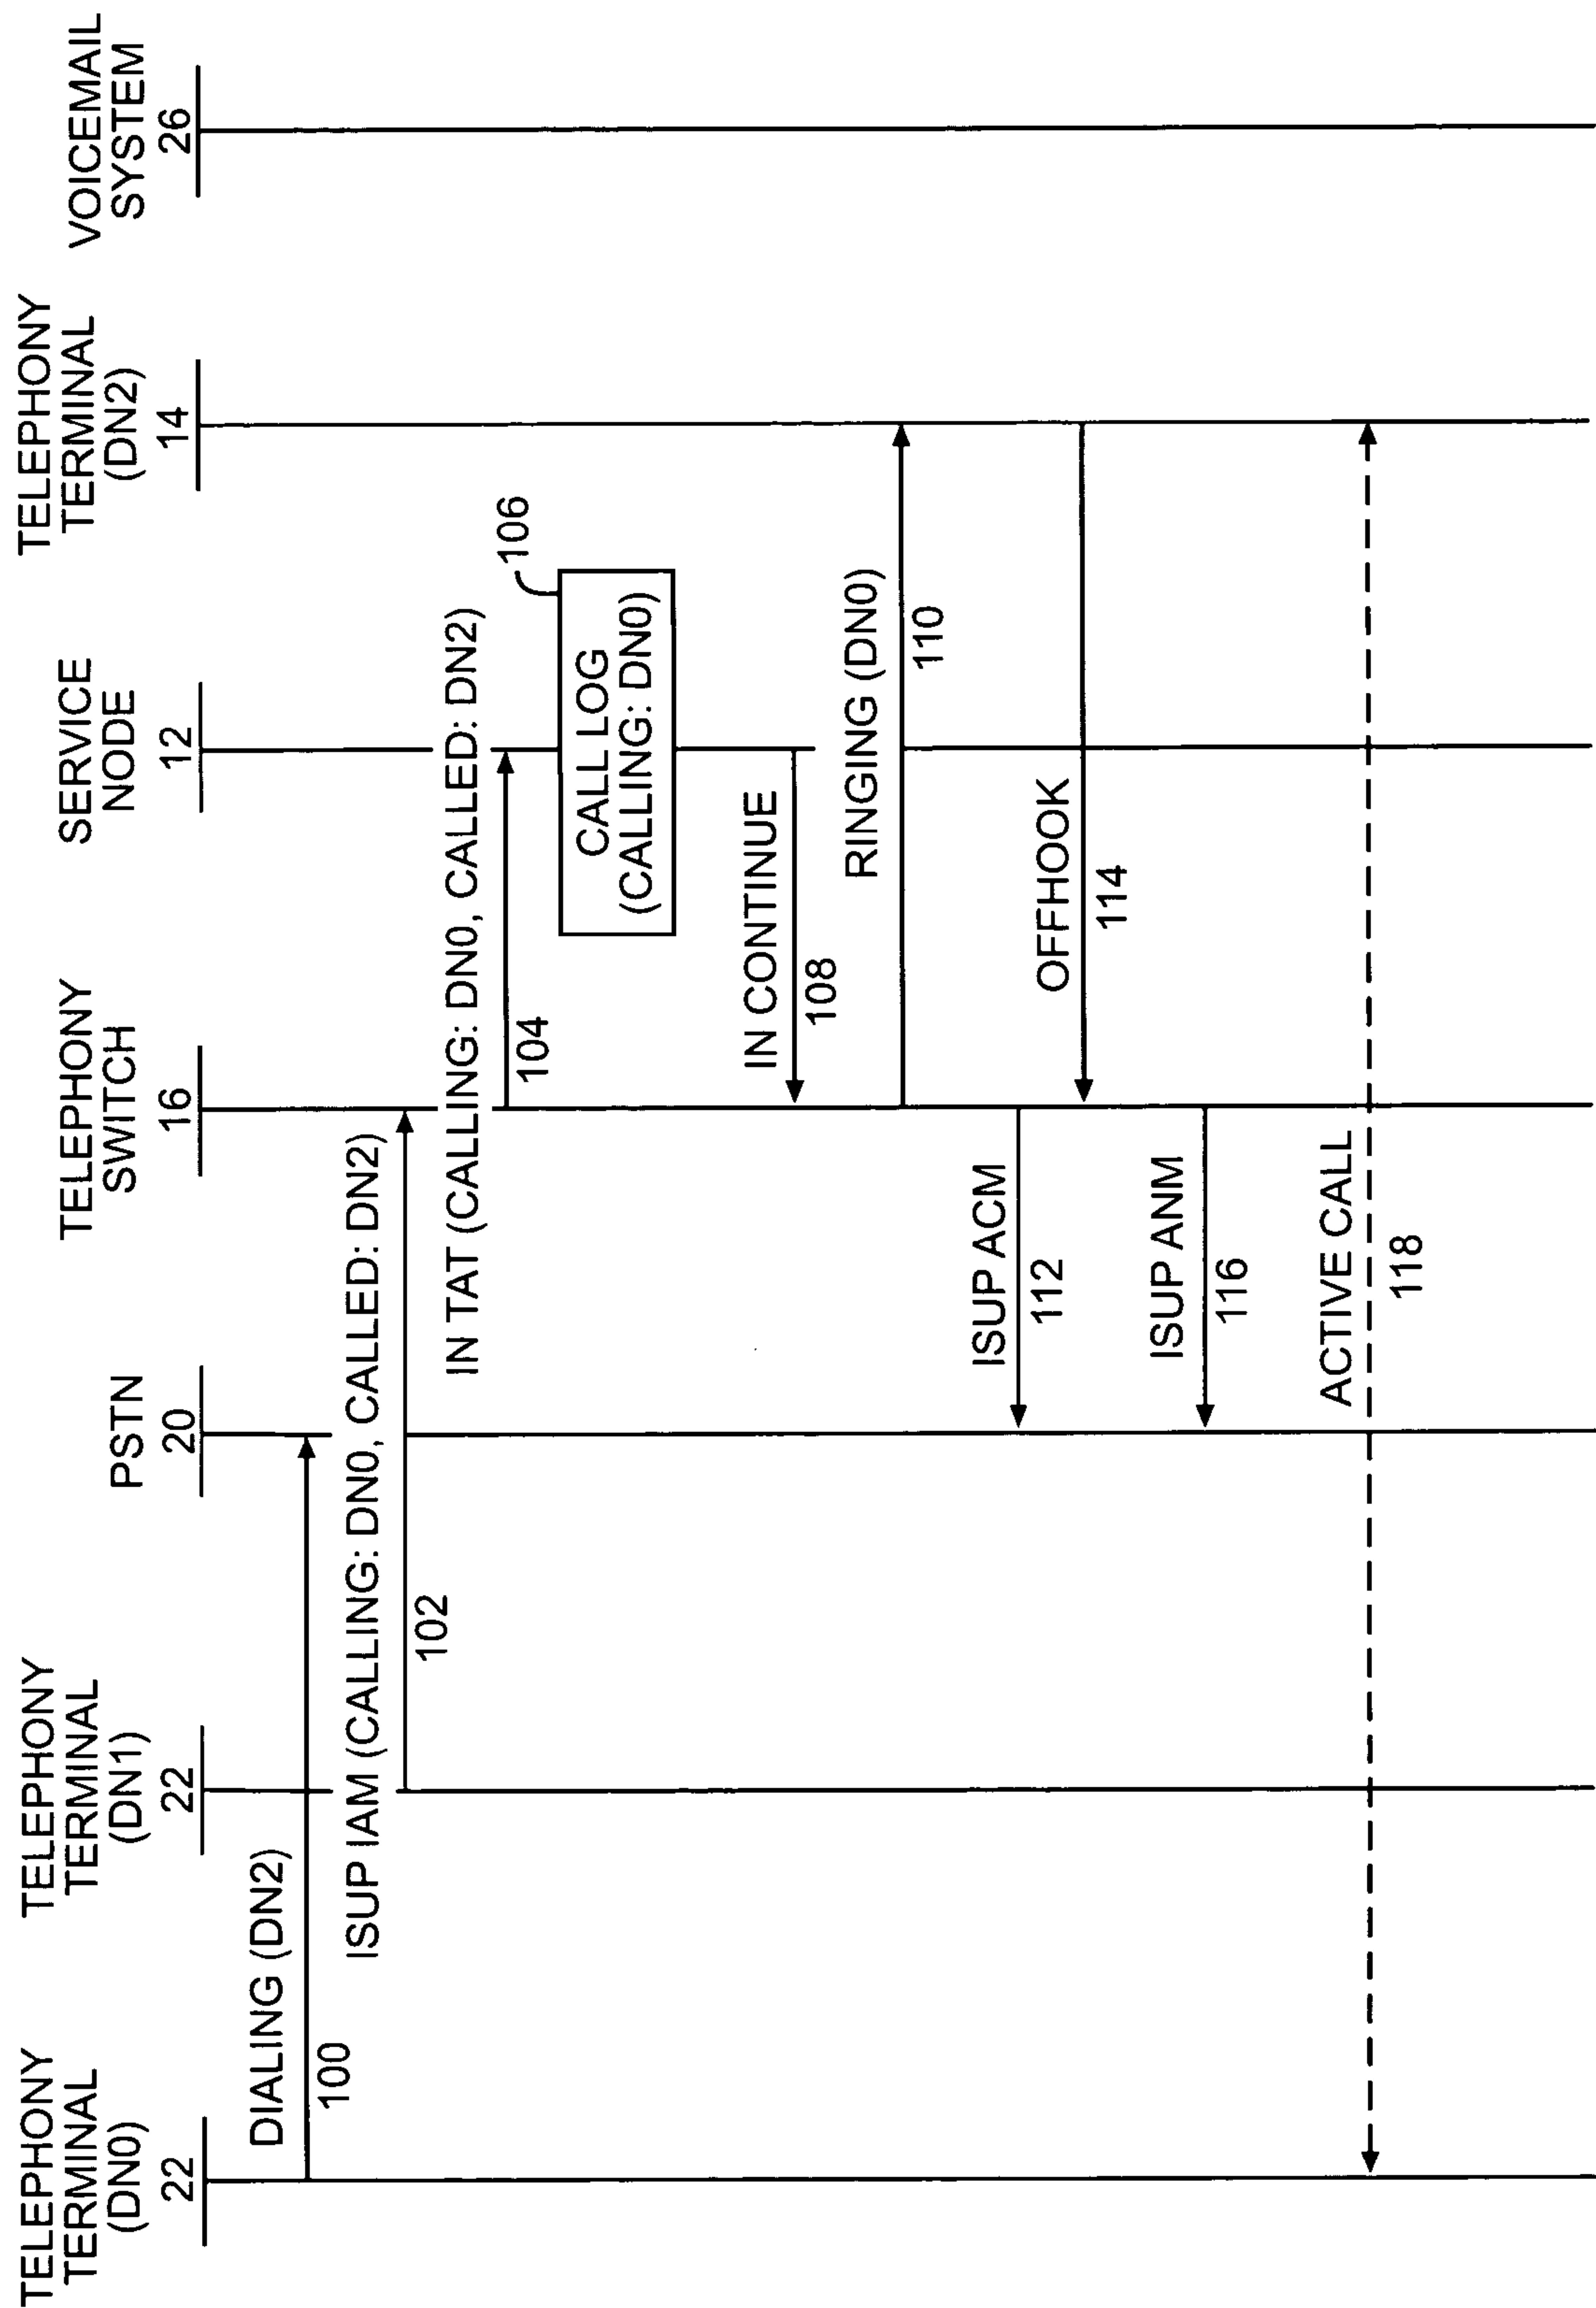 TELEPHONY
TERMINAL
(DN0)
22
TELEPHONY
TERMINAL
(DN1)
22
PSTN
20
TELEPHONY
SWITCH
16
SERVICE
NODE
12
TELEPHONY
TERMINAL
(DN2)
14
VOICEMAIL
SYSTEM
26
DIALING (DN2)
100
ISUP IAM (CALLING: DN0, CALLED: DN2)
102
IN TAT (CALLING: DN0, CALLED: DN2)
104
106
CALL LOG
(CALLING: DN0)
IN CONTINUE
108
RINGING (DN0)
110
ISUP ACM
112
OFFHOOK
114
ISUP ANM
116
ACTIVE CALL
118